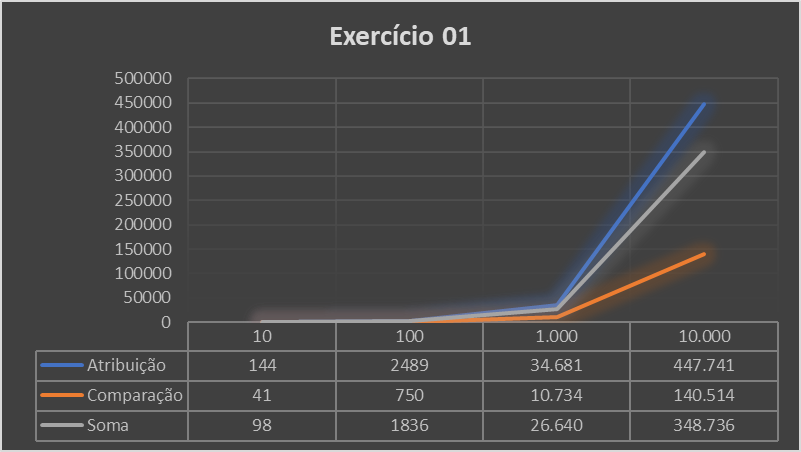 Exercício 01
500000
450000
400000
350000
300000
250000
200000
150000
100000
50000
0
10 100 1.000 10.000
Atribuição 144 2489 34.681 447.741
Comparação 41 750 10.734 140.514
Soma 98 1836 26.640 348.736